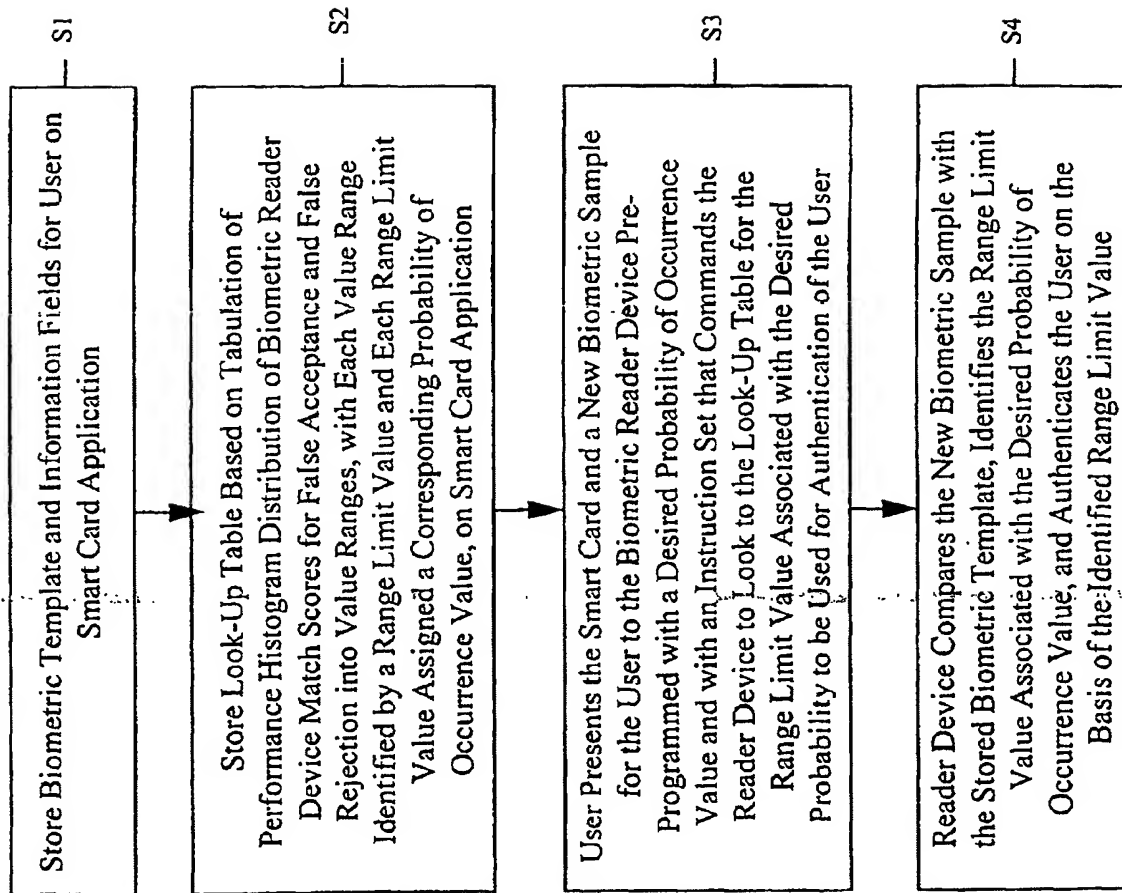 Store Biometric Template and Information Fields for User on
Smart Card Application
S1
Store Look-Up Table Based on Tabulation of
Performance Histogram Distribution of Biometric Reader
Device Match Scores for False Acceptance and False
Rejection into Value Ranges, with Each Value Range
Identified by a Range Limit Value and Each Range Limit
Value Assigned a Corresponding Probability of
Occurrence Value, on Smart Card Application
S2
User Presents the Smart Card and a New Biometric Sample
for the User to the Biometric Reader Device Pre-
Programmed with a Desired Probability of Occurrence
Value and with an Instruction Set that Commands the
Reader Device to Look to the Look-Up Table for the
Range Limit Value Associated with the Desired
Probability to be Used for Authentication of the User
S3
Reader Device Compares the New Biometric Sample with
the Stored Biometric Template, Identifies the Range Limit
Value Associated with the Desired Probability of
Occurrence Value, and Authenticates the User on the
Basis of the Identified Range Limit Value
S4